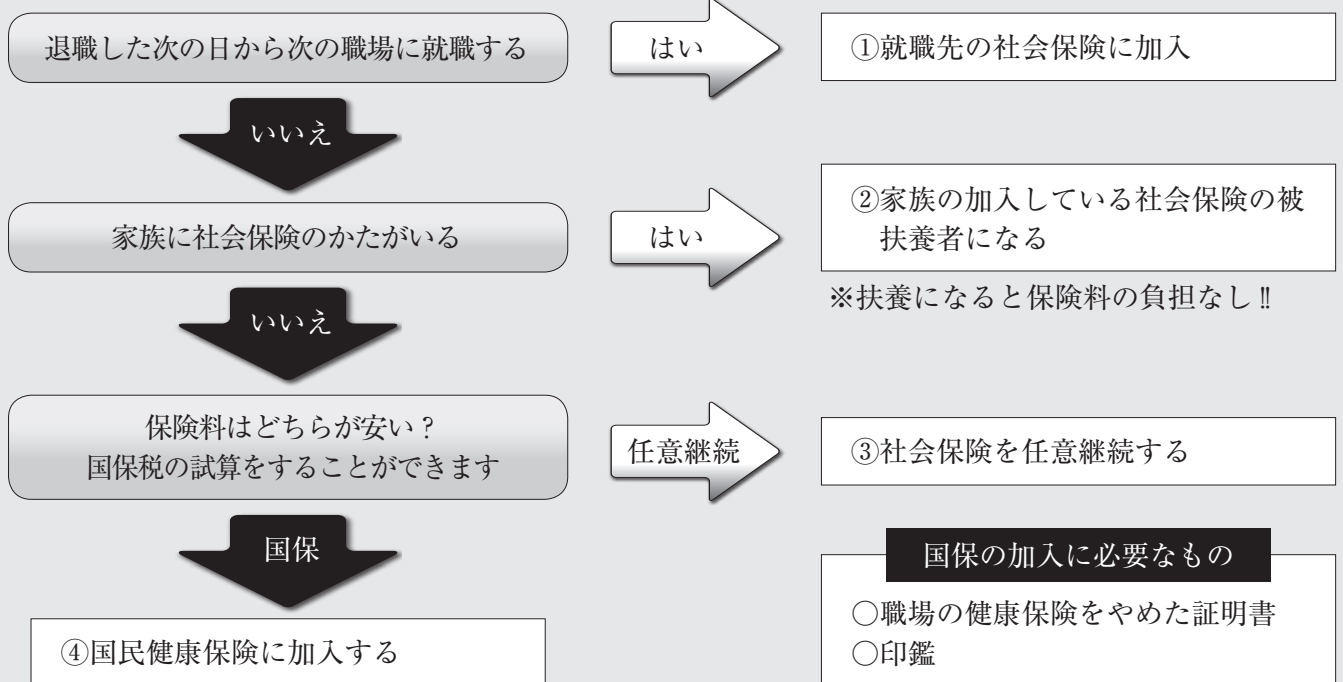 退職した次の日から次の職場に就職する
はい
①就職先の社会保険に加入
いいえ
家族に社会保険のかたがいる
はい
②家族の加入している社会保険の被
扶養者になる
※扶養になると保険料の負担なし‼
いいえ
保険料はどちらが安い?
国保税の試算をすることができます
任意継続
③社会保険を任意継続する
国保
④国民健康保険に加入する
国保の加入に必要なもの
○職場の健康保険をやめた証明書
○印鑑